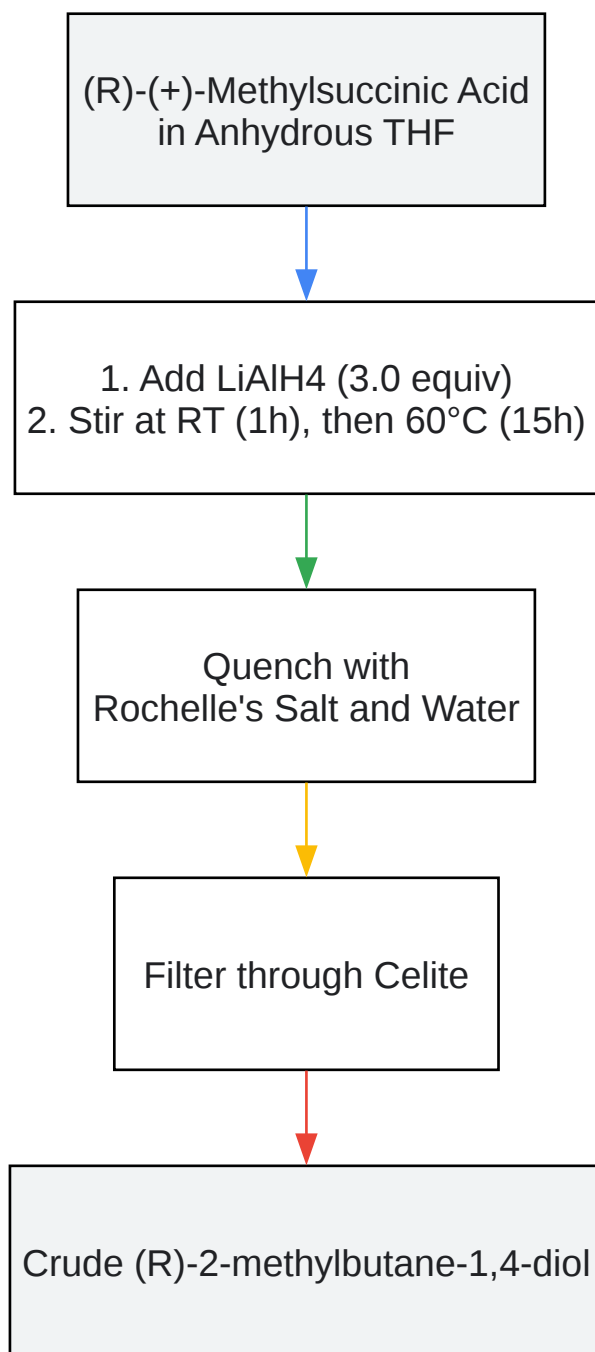 (R)-(+)-Methylsuccinic Acid
in Anhydrous THF
1. Add LiAlH4 (3.0 equiv)
2. Stir at RT (1h), then 60°C (15h)
Quench with
Rochelle's Salt and Water
Filter through Celite
Crude (R)-2-methylbutane-1,4-diol